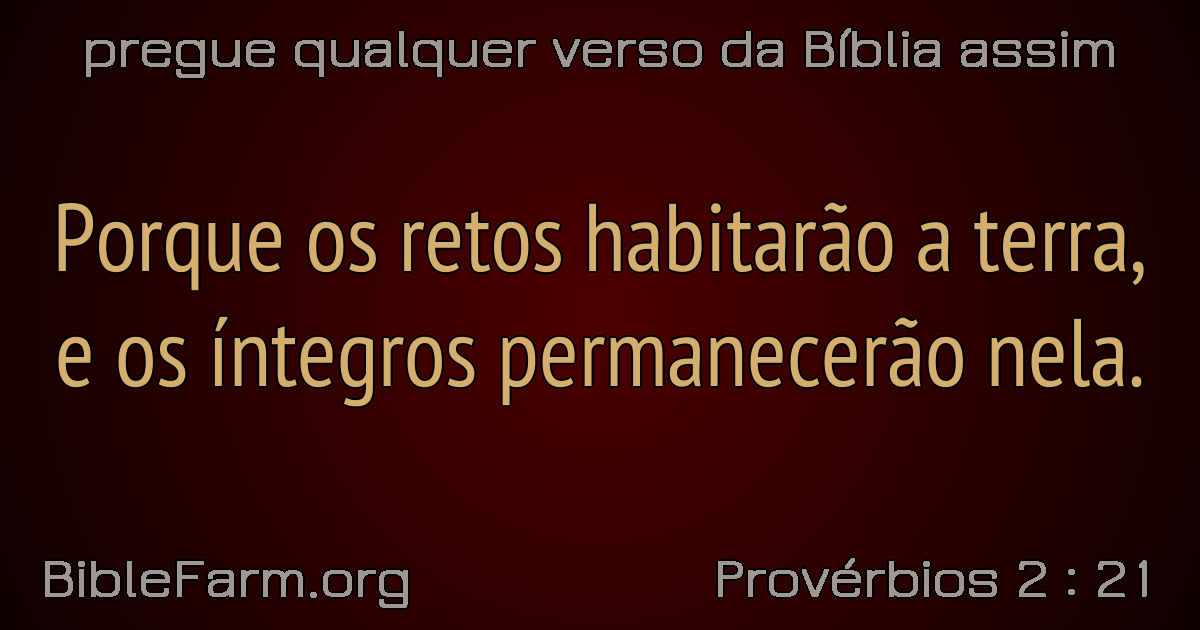 pregue qualquer verso da Bíblia assim
Porque os retos habitarão a terra,
e os íntegros permanecerão nela.
BibleFarm.org
Provérbios 2 : 21